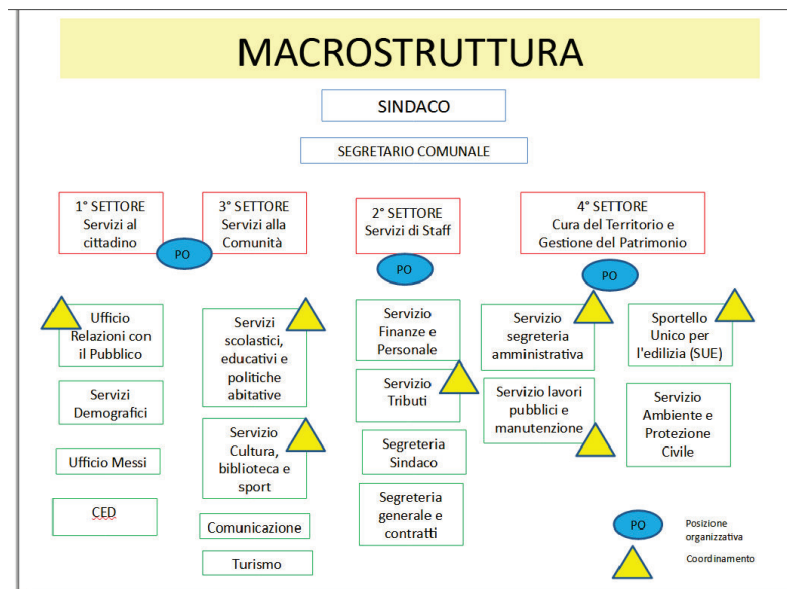 MACROSTRUTTURA
SINDACO
SEGRETARIO COMUNALE
1° SETTORE
Servizi al
cittadino
PO
3° SETTORE
Servizi alla
Comunità
2° SETTORE
Servizi di Staff
PO
4° SETTORE
Cura del Territorio e
Gestione del Patrimonio
PO
Ufficio
Relazioni con
il Pubblico
Servizi
Demografici
Ufficio Messi
CED
Servizi
scolastici,
educativi e
politiche
abitative
Servizio
Cultura,
biblioteca e
sport
Comunicazione
Turismo
Servizio
Finanze e
Personale
Servizio
Tributi
Segreteria
Sindaco
Segreteria
generale e
contratti
Servizio
segreteria
amministrativa
Servizio lavori
pubblici e
manutenzione
Sportello
Unico per
l'edilizia (SUE)
Servizio
Ambiente e
Protezione
Civile
PO
Posizione
organizzativa
Coordinamento